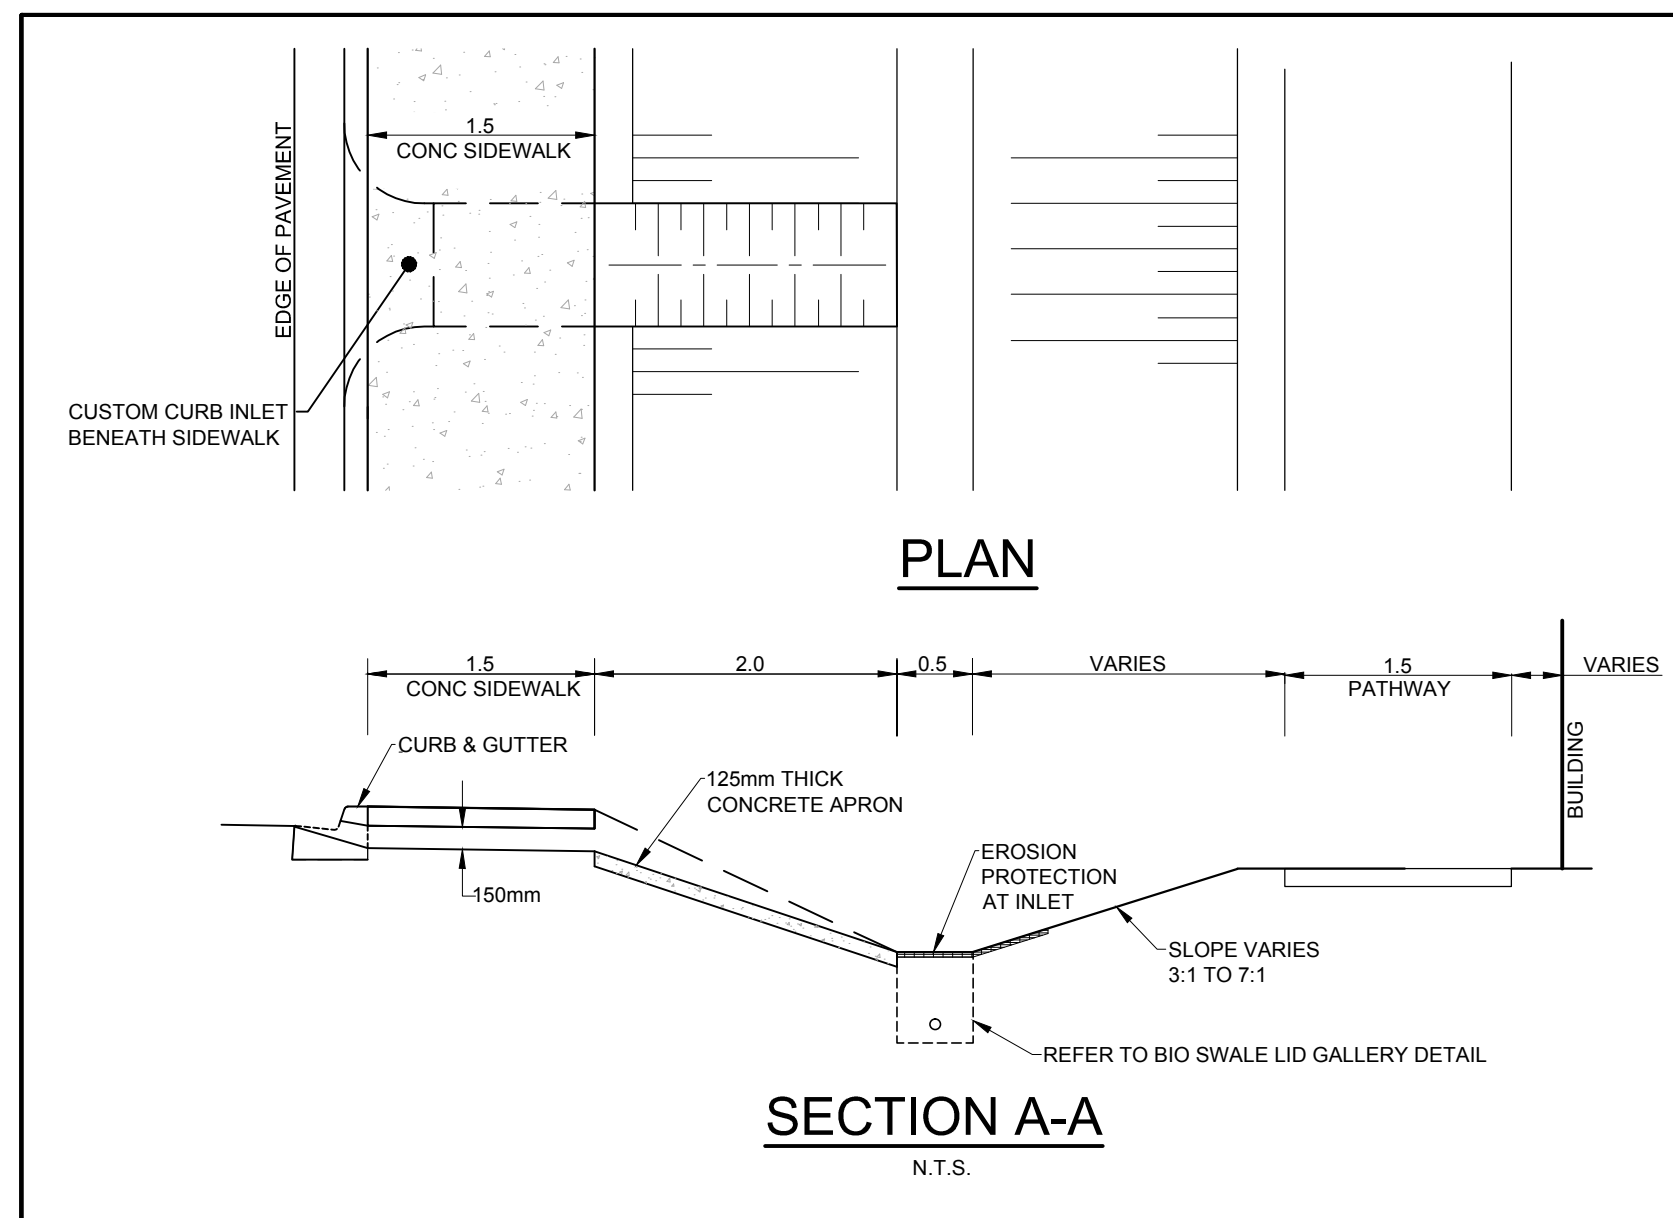 1.5
CONC SIDEWALK
EDGE OF PAVEMENT
CUSTOM CURB INLET
BENEATH SIDEWALK
PLAN
1.5
CONC SIDEWALK
2.0
0.5
VARIES
1.5
PATHWAY
VARIES
BUILDING
CURB & GUTTER
125mm THICK
CONCRETE APRON
150mm
EROSION
PROTECTION
AT INLET
SLOPE VARIES
3:1 TO 7:1
REFER TO BIO SWALE LID GALLERY DETAIL
SECTION A-A
N.T.S.